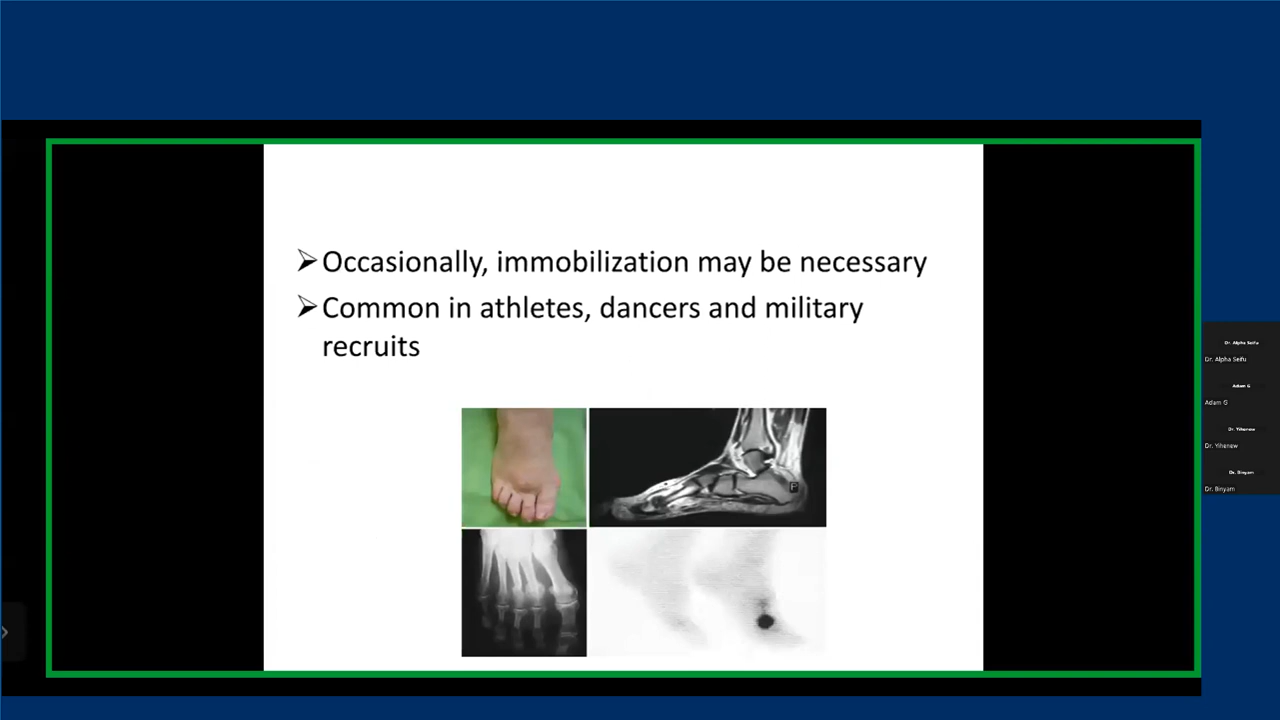 ➢Occasionally, immobilization may be necessary
➢Common in athletes, dancers and military
recruits
Dr. Alpha Seifu
Dr. Alpha Seifu
Adam G
Adam G
Dr. Yihenew
Dr. Yihenew
Dr. Binyam
Dr. Binyam